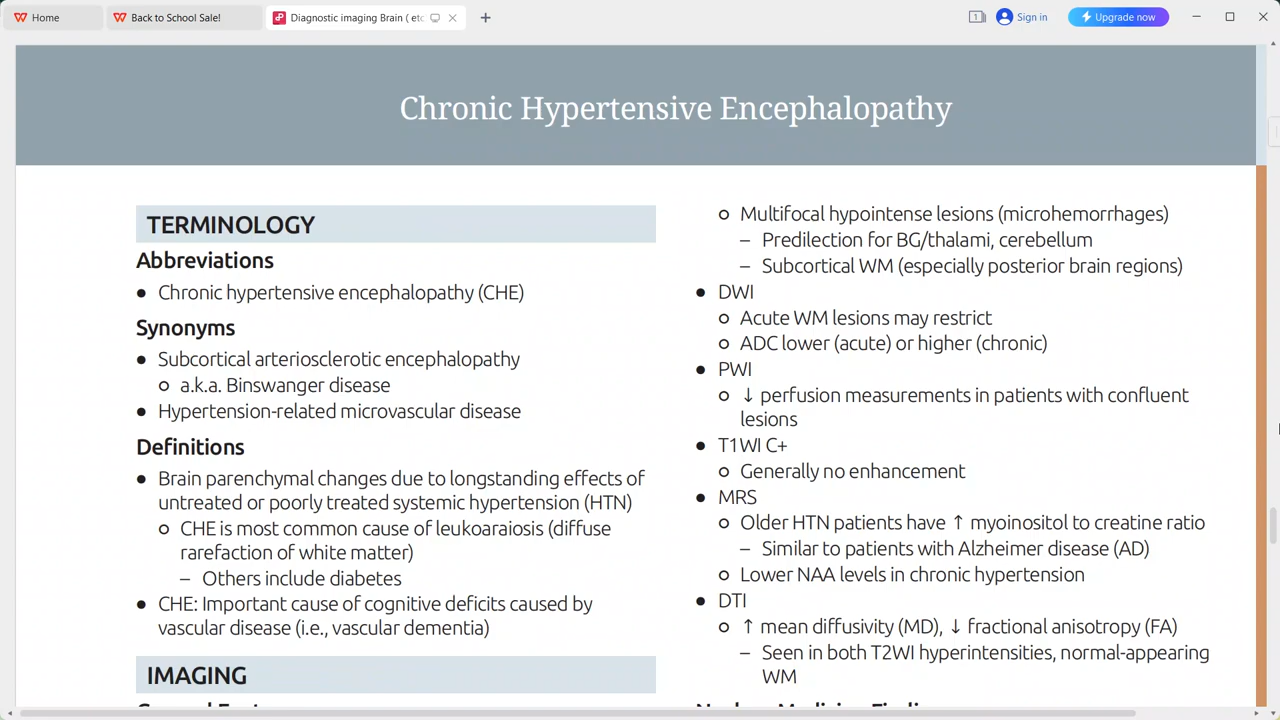 Home
Back to School Sale!
Diagnostic imaging Brain ( etc
1
Sign in
Upgrade now
Chronic Hypertensive Encephalopathy
TERMINOLOGY
Abbreviations
● Chronic hypertensive encephalopathy (CHE)
Synonyms
● Subcortical arteriosclerotic encephalopathy
○ a.k.a. Binswanger disease
● Hypertension-related microvascular disease
Definitions
● Brain parenchymal changes due to longstanding effects of
untreated or poorly treated systemic hypertension (HTN)
○ CHE is most common cause of leukoaraiosis (diffuse
rarefaction of white matter)
– Others include diabetes
● CHE: Important cause of cognitive deficits caused by
vascular disease (i.e., vascular dementia)
IMAGING
○ Multifocal hypointense lesions (microhemorrhages)
– Predilection for BG/thalami, cerebellum
– Subcortical WM (especially posterior brain regions)
● DWI
○ Acute WM lesions may restrict
○ ADC lower (acute) or higher (chronic)
● PWI
○ ↓ perfusion measurements in patients with confluent
lesions
● T1WI C+
○ Generally no enhancement
● MRS
○ Older HTN patients have ↑ myoinositol to creatine ratio
– Similar to patients with Alzheimer disease (AD)
○ Lower NAA levels in chronic hypertension
● DTI
○ ↑ mean diffusivity (MD), ↓ fractional anisotropy (FA)
– Seen in both T2WI hyperintensities, normal-appearing
WM